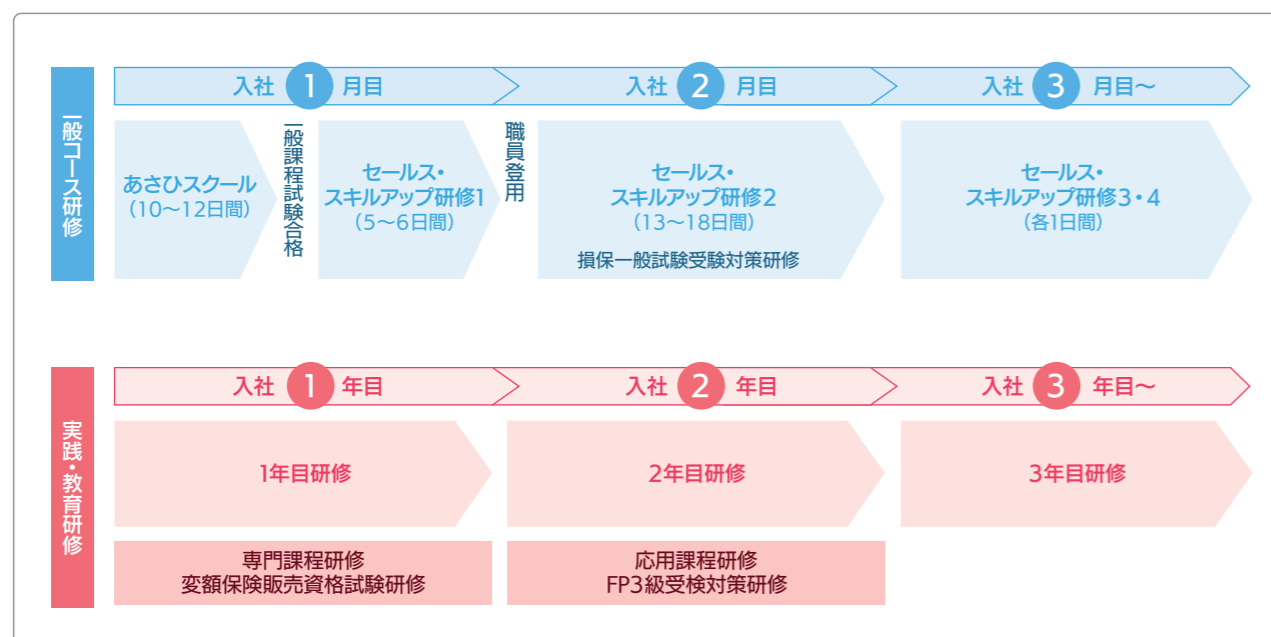 一般コース研修
入社 1 月目
入社 2 月目
入社 3 月目~
あさひスクール
(10~12日間)
一般課程試験合格
セールス・
スキルアップ研修1
(5~6日間)
職員登用
セールス・
スキルアップ研修2
(13~18日間)
損保一般試験受験対策研修
セールス・
スキルアップ研修3・4
(各1日間)
実践・教育研修
入社 1 年目
入社 2 年目
入社 3 年目~
1年目研修
2年目研修
3年目研修
専門課程研修
変額保険販売資格試験研修
応用課程研修
FP3級受検対策研修